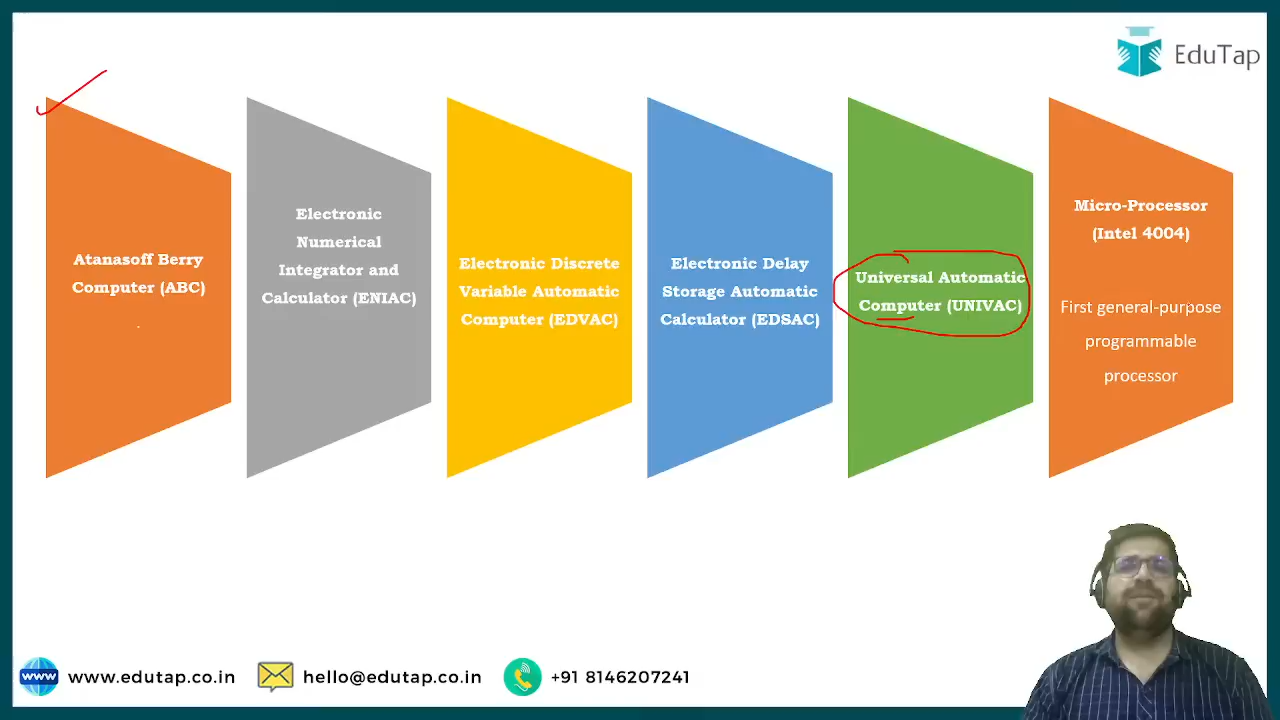 EduTap
Atanasoff Berry
Computer (ABC)
Electronic
Numerical
Integrator and
Calculator (ENIAC)
Electronic Discrete
Variable Automatic
Computer (EDVAC)
Electronic Delay
Storage Automatic
Calculator (EDSAC)
Universal Automatic
Computer (UNIVAC)
Micro-Processor
(Intel 4004)
First general-purpose
programmable
processor
www
www.edutap.co.in
hello@edutap.co.in
+91 8146207241